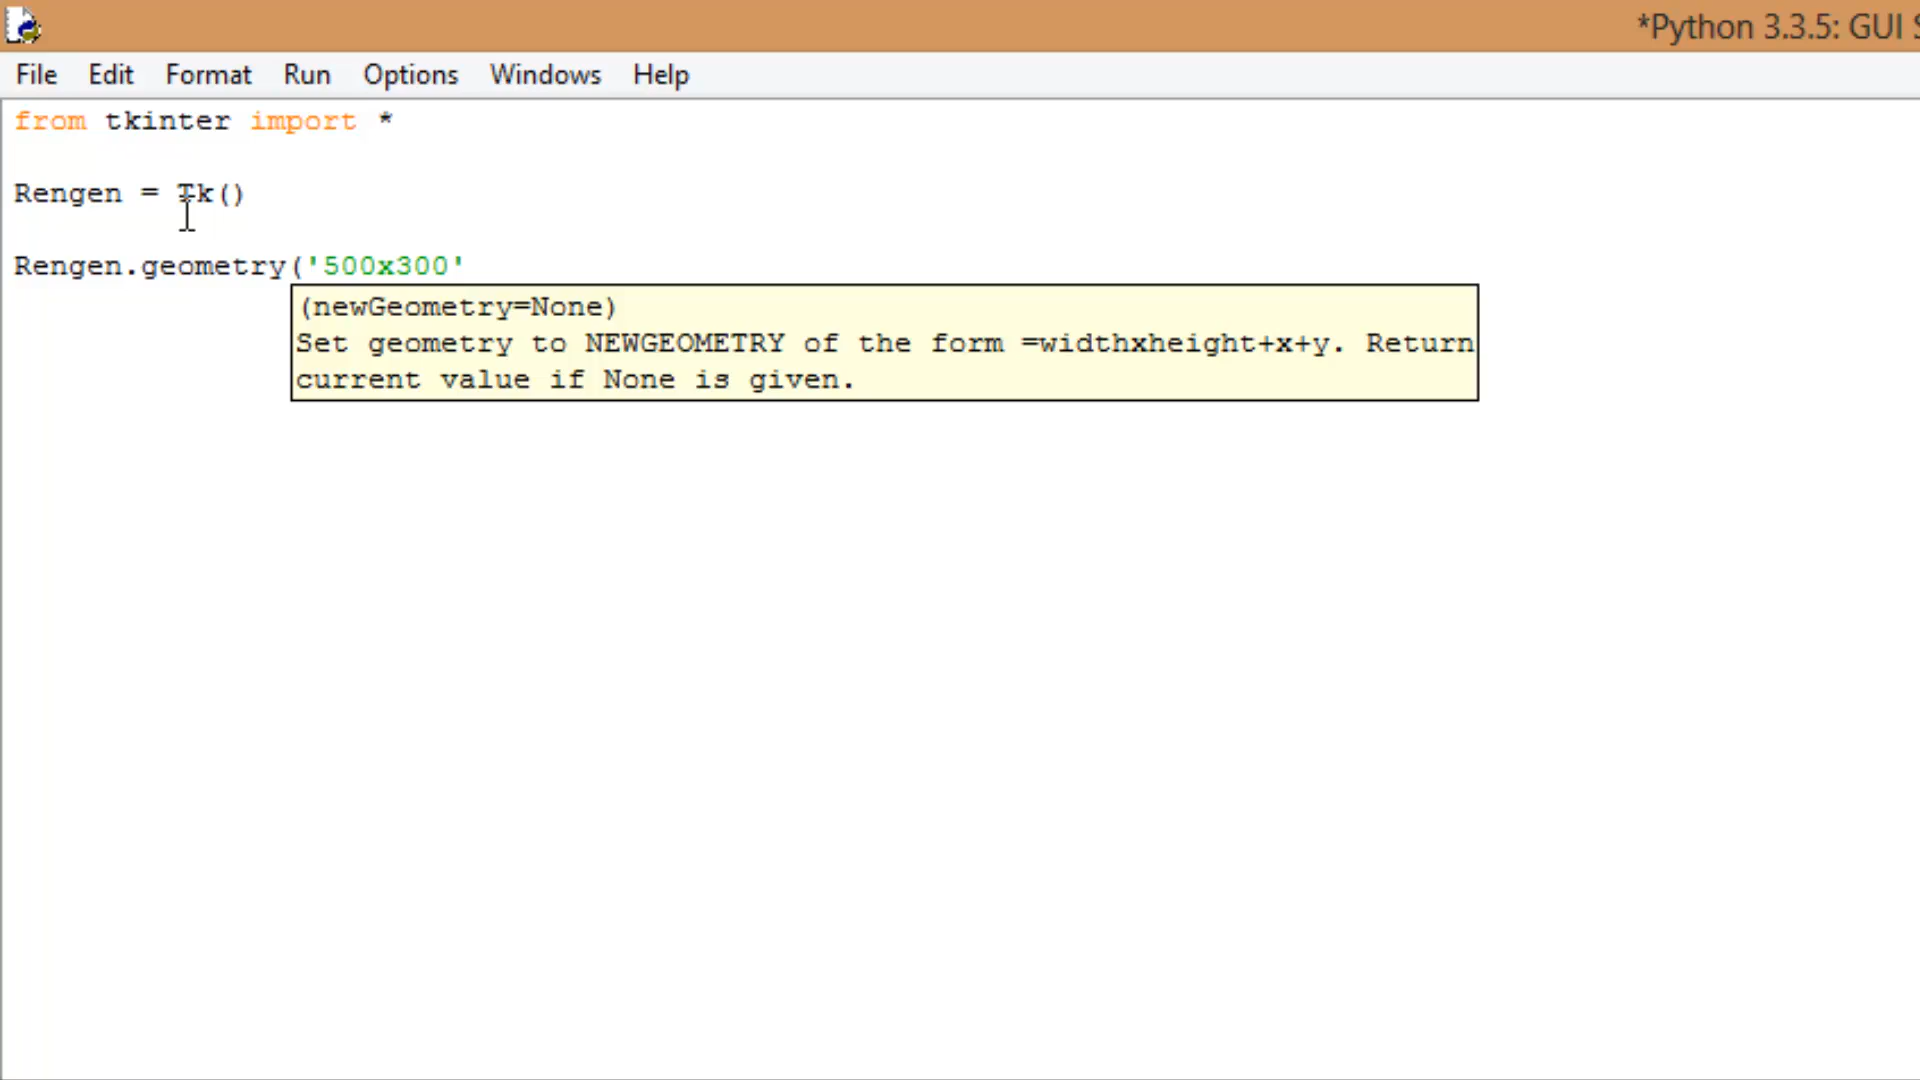 *Python 3.3.5: GUI
File Edit Format Run Options Windows Help
from tkinter import *
Rengen = Tk()
Rengen.geometry('500x300'
(newGeometry=None)
Set geometry to NEWGEOMETRY of the form =widthxheight+x+y. Return
current value if None is given.